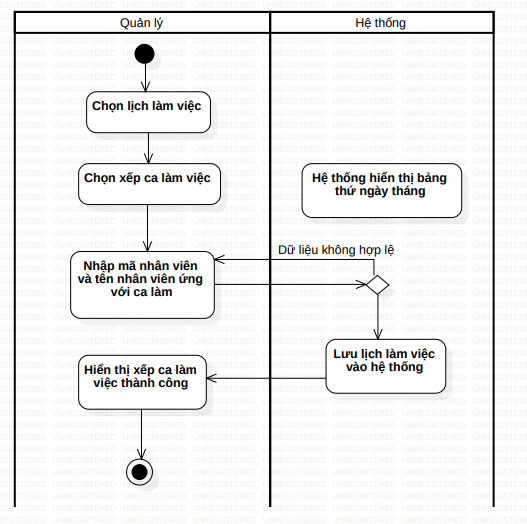 Quản lý
Hệ thống
Chọn lịch làm việc
Chọn xếp ca làm việc
Hệ thống hiển thị bảng
thứ ngày tháng
Dữ liệu không hợp lệ
Nhập mã nhân viên
và tên nhân viên ứng
với ca làm
Lưu lịch làm việc
vào hệ thống
Hiển thị xếp ca làm
việc thành công